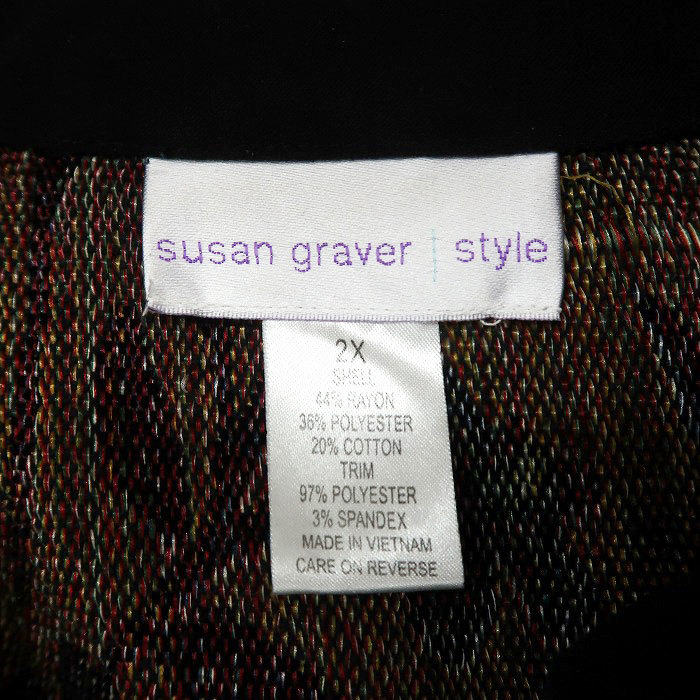 susan graver | style
2X
SHELL
44% RAYON
36% POLYESTER
20% COTTON
TRIM
97% POLYESTER
3% SPANDEX
MADE IN VIETNAM
CARE ON REVERSE